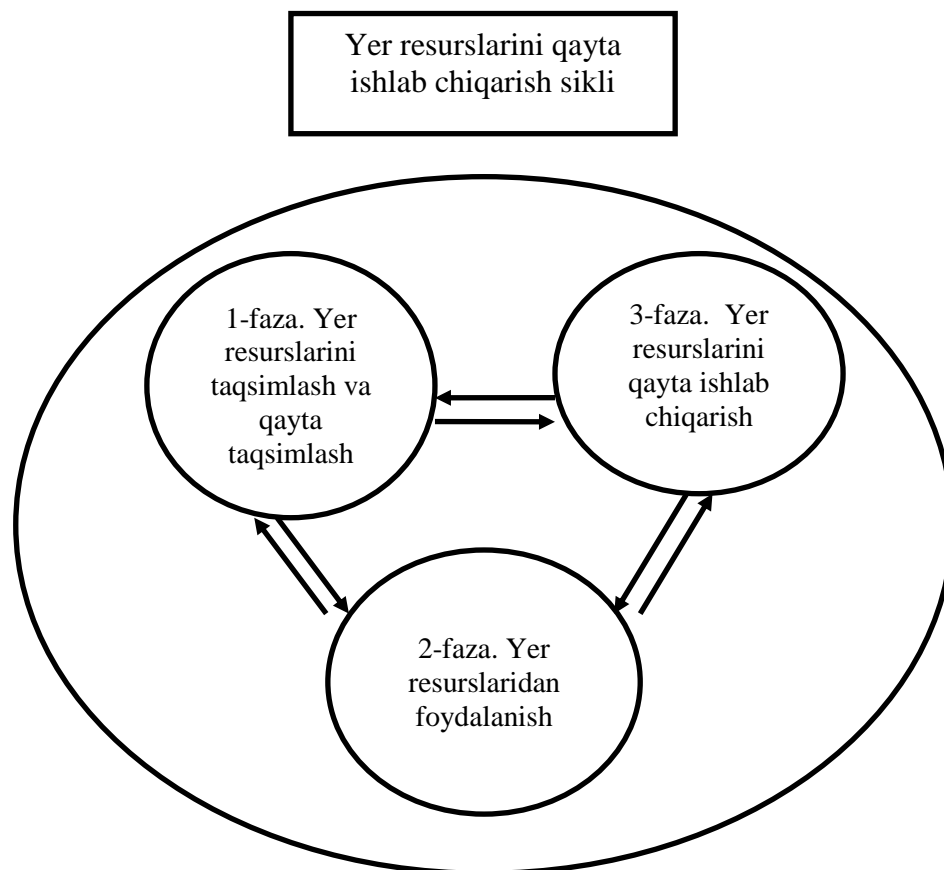 Yer resurslarini qayta
ishlab chiqarish sikli
1-faza. Yer
resurslarini
taqsimlash va
qayta
taqsimlash
3-faza.  Yer
resurslarini
qayta ishlab
chiqarish
2-faza. Yer
resurslaridan
foydalanish